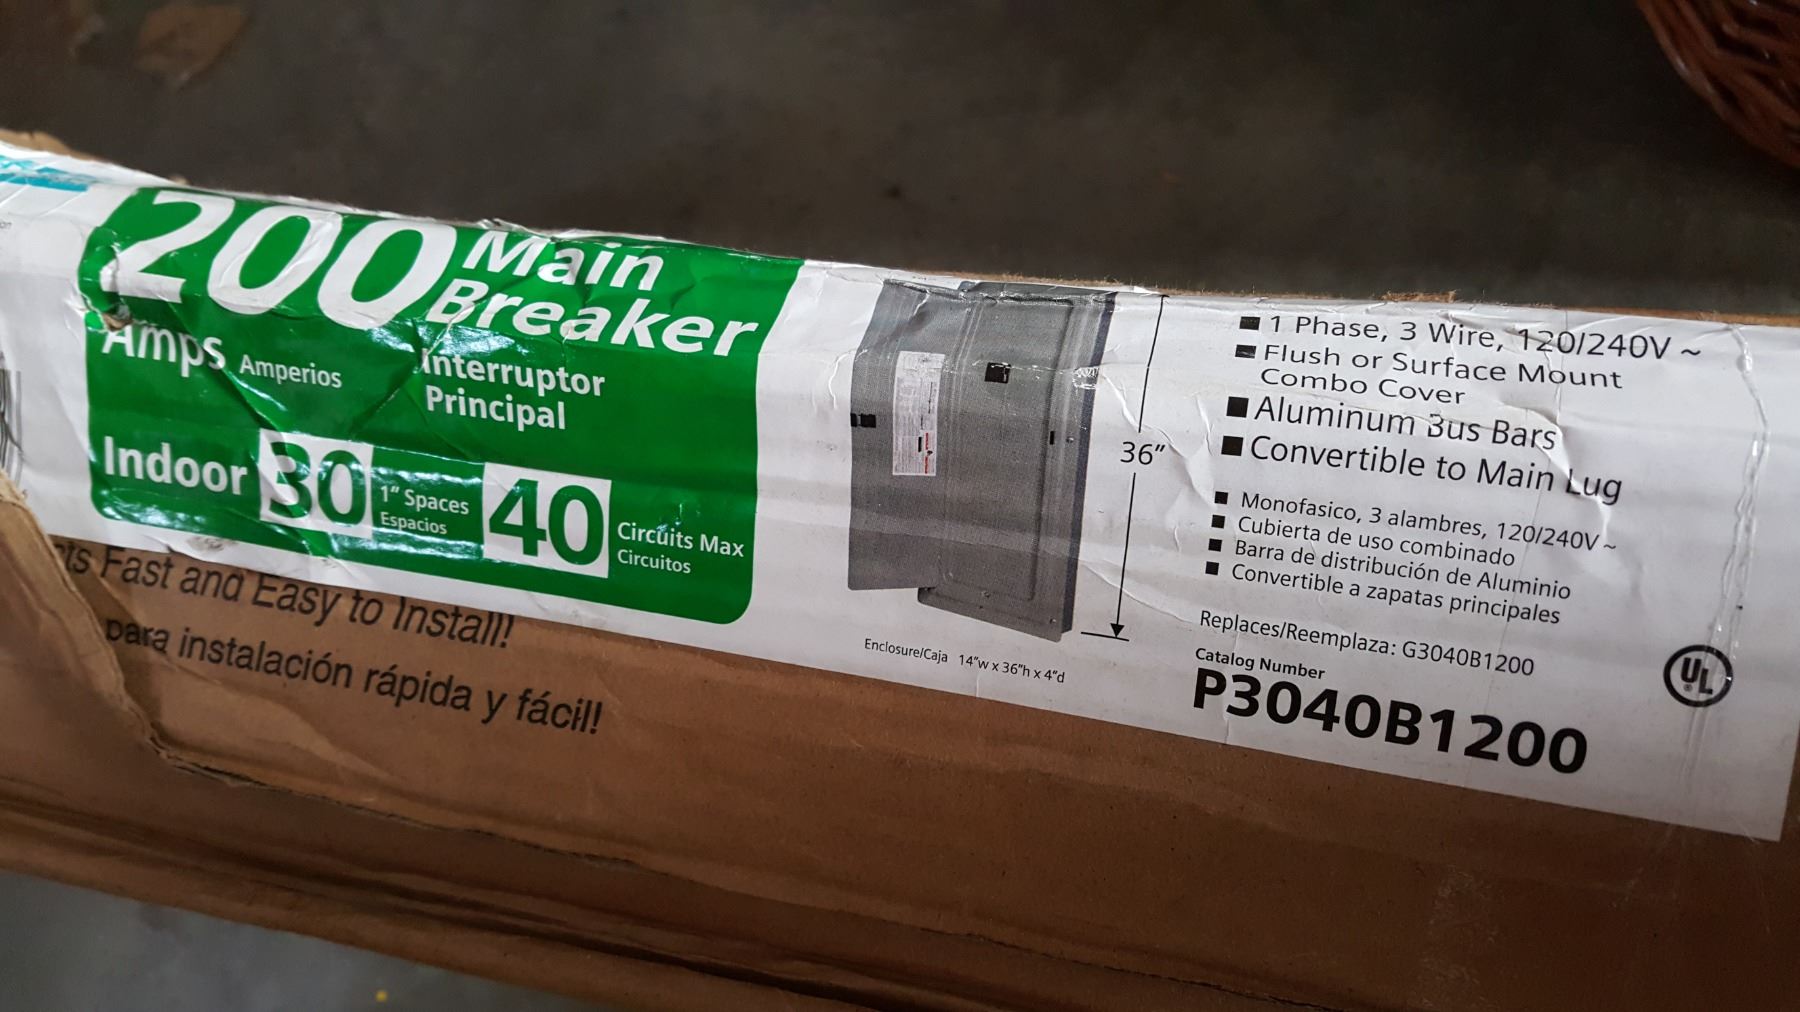 200 Main
Breaker
Amps Amperios
Interruptor
Principal
Indoor 30 1" Spaces
Espacios
40 Circuits Max
Circuitos
Fast and Easy to Install!
para instalación rápida y fácil!
36"
Enclosure/Caja 14"w x 36"h x 4"d
■ 1 Phase, 3 Wire, 120/240V ~
■ Flush or Surface Mount
Combo Cover
■ Aluminum Bus Bars
■ Convertible to Main Lug
■ Monofasico, 3 alambres, 120/240V ~
■ Cubierta de uso combinado
■ Barra de distribución de Aluminio
■ Convertible a zapatas principales
Replaces/Reemplaza: G3040B1200
Catalog Number
P3040B1200
UL